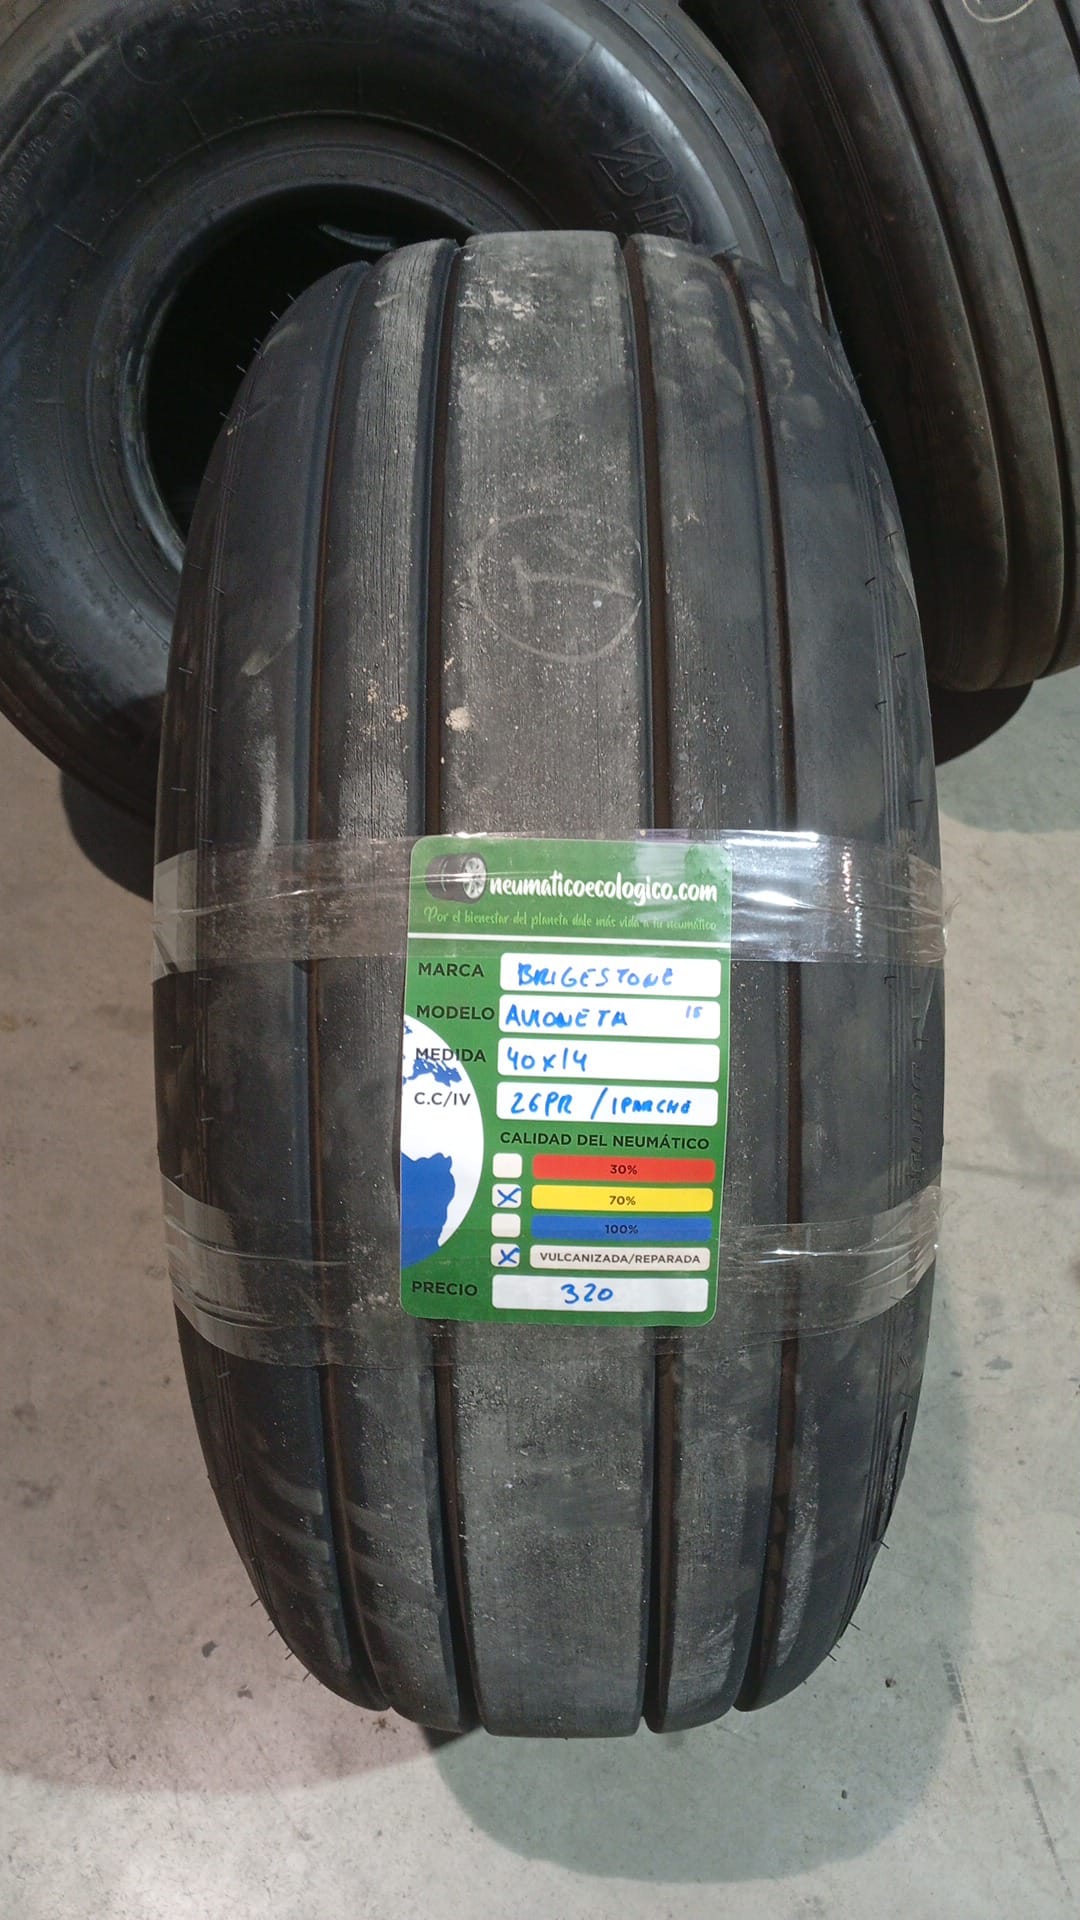 neumaticoecologico.com
Por el bienestar del planeta dale más vida a tu neumático
MARCA BRIGESTONE
MODELO AVIONETA 15
MEDIDA 40x14
C.C/IV 26PR / 1PARCHE
CALIDAD DEL NEUMÁTICO
30%
X 70%
100%
X VULCANIZADA/REPARADA
PRECIO 320